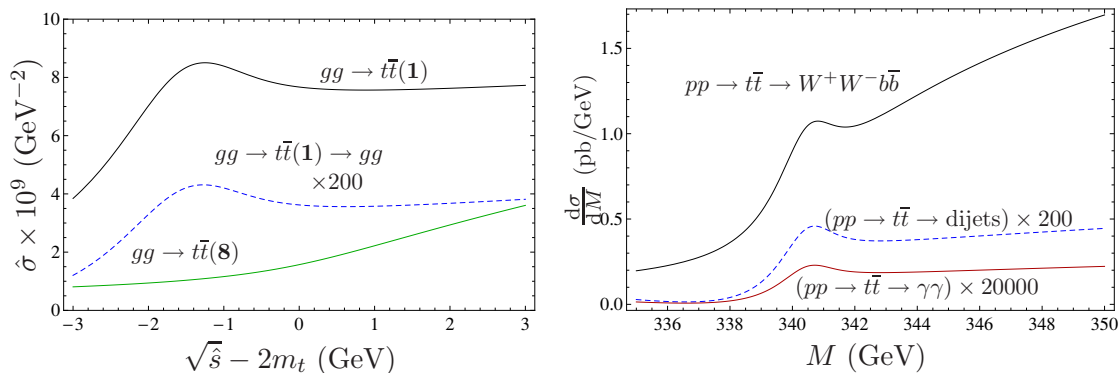 10
8
6
4
2
0
σ̂ × 10⁹ (GeV⁻²)
gg → tt̄(1)
gg → tt̄(1) → gg
×200
gg → tt̄(8)
−3 −2 −1 0 1 2 3
√ŝ − 2mₜ (GeV)
1.5
1.0
0.5
0.0
dσ/dM (pb/GeV)
pp → tt̄ → W⁺W⁻bb̄
(pp → tt̄ → dijets) × 200
(pp → tt̄ → γγ) × 20000
336 338 340 342 344 346 348 350
M (GeV)